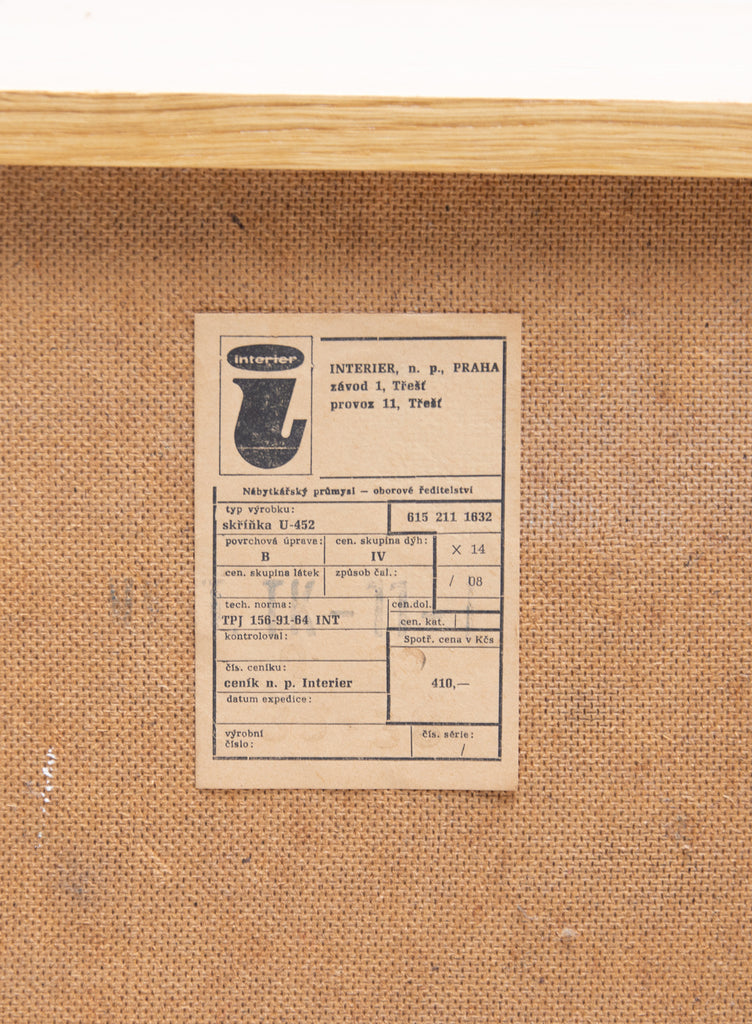 interier
INTERIER, n. p., PRAHA
závod 1, Třešť
provoz 11, Třešť
Nábytkářský průmysl — oborové ředitelství
typ výrobku:
skříňka U-452
615 211 1632
povrchová úprava:
B
cen. skupina dýh:
IV
X 14
cen. skupina látek
způsob čal.:
/ 08
tech. norma:
TPJ 156-91-64 INT
cen.dol.
cen. kat.
kontroloval:
Spotř. cena v Kčs
čís. ceníku:
ceník n. p. Interier
410,—
datum expedice:
výrobní
číslo:
čís. série:
/